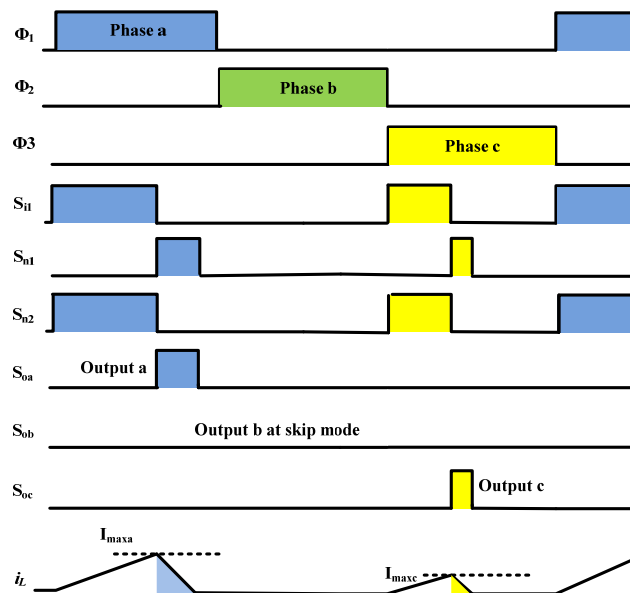 Φ1 Phase a
Φ2 Phase b
Φ3 Phase c
Si1
Sn1
Sn2
Soa Output a
Sob Output b at skip mode
Soc Output c
Imaxa
iL Imaxc